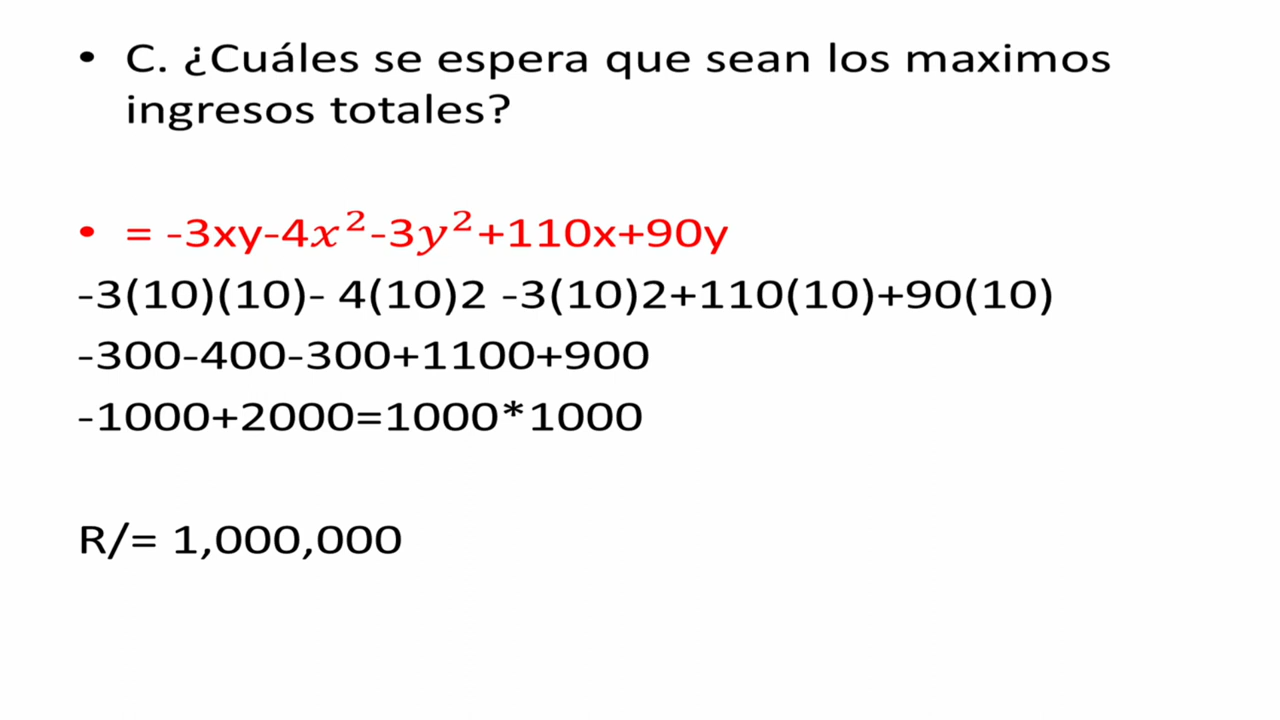 • C. ¿Cuáles se espera que sean los maximos
ingresos totales?
• = -3xy-4x²-3y²+110x+90y
-3(10)(10)- 4(10)2 -3(10)2+110(10)+90(10)
-300-400-300+1100+900
-1000+2000=1000*1000
R/= 1,000,000